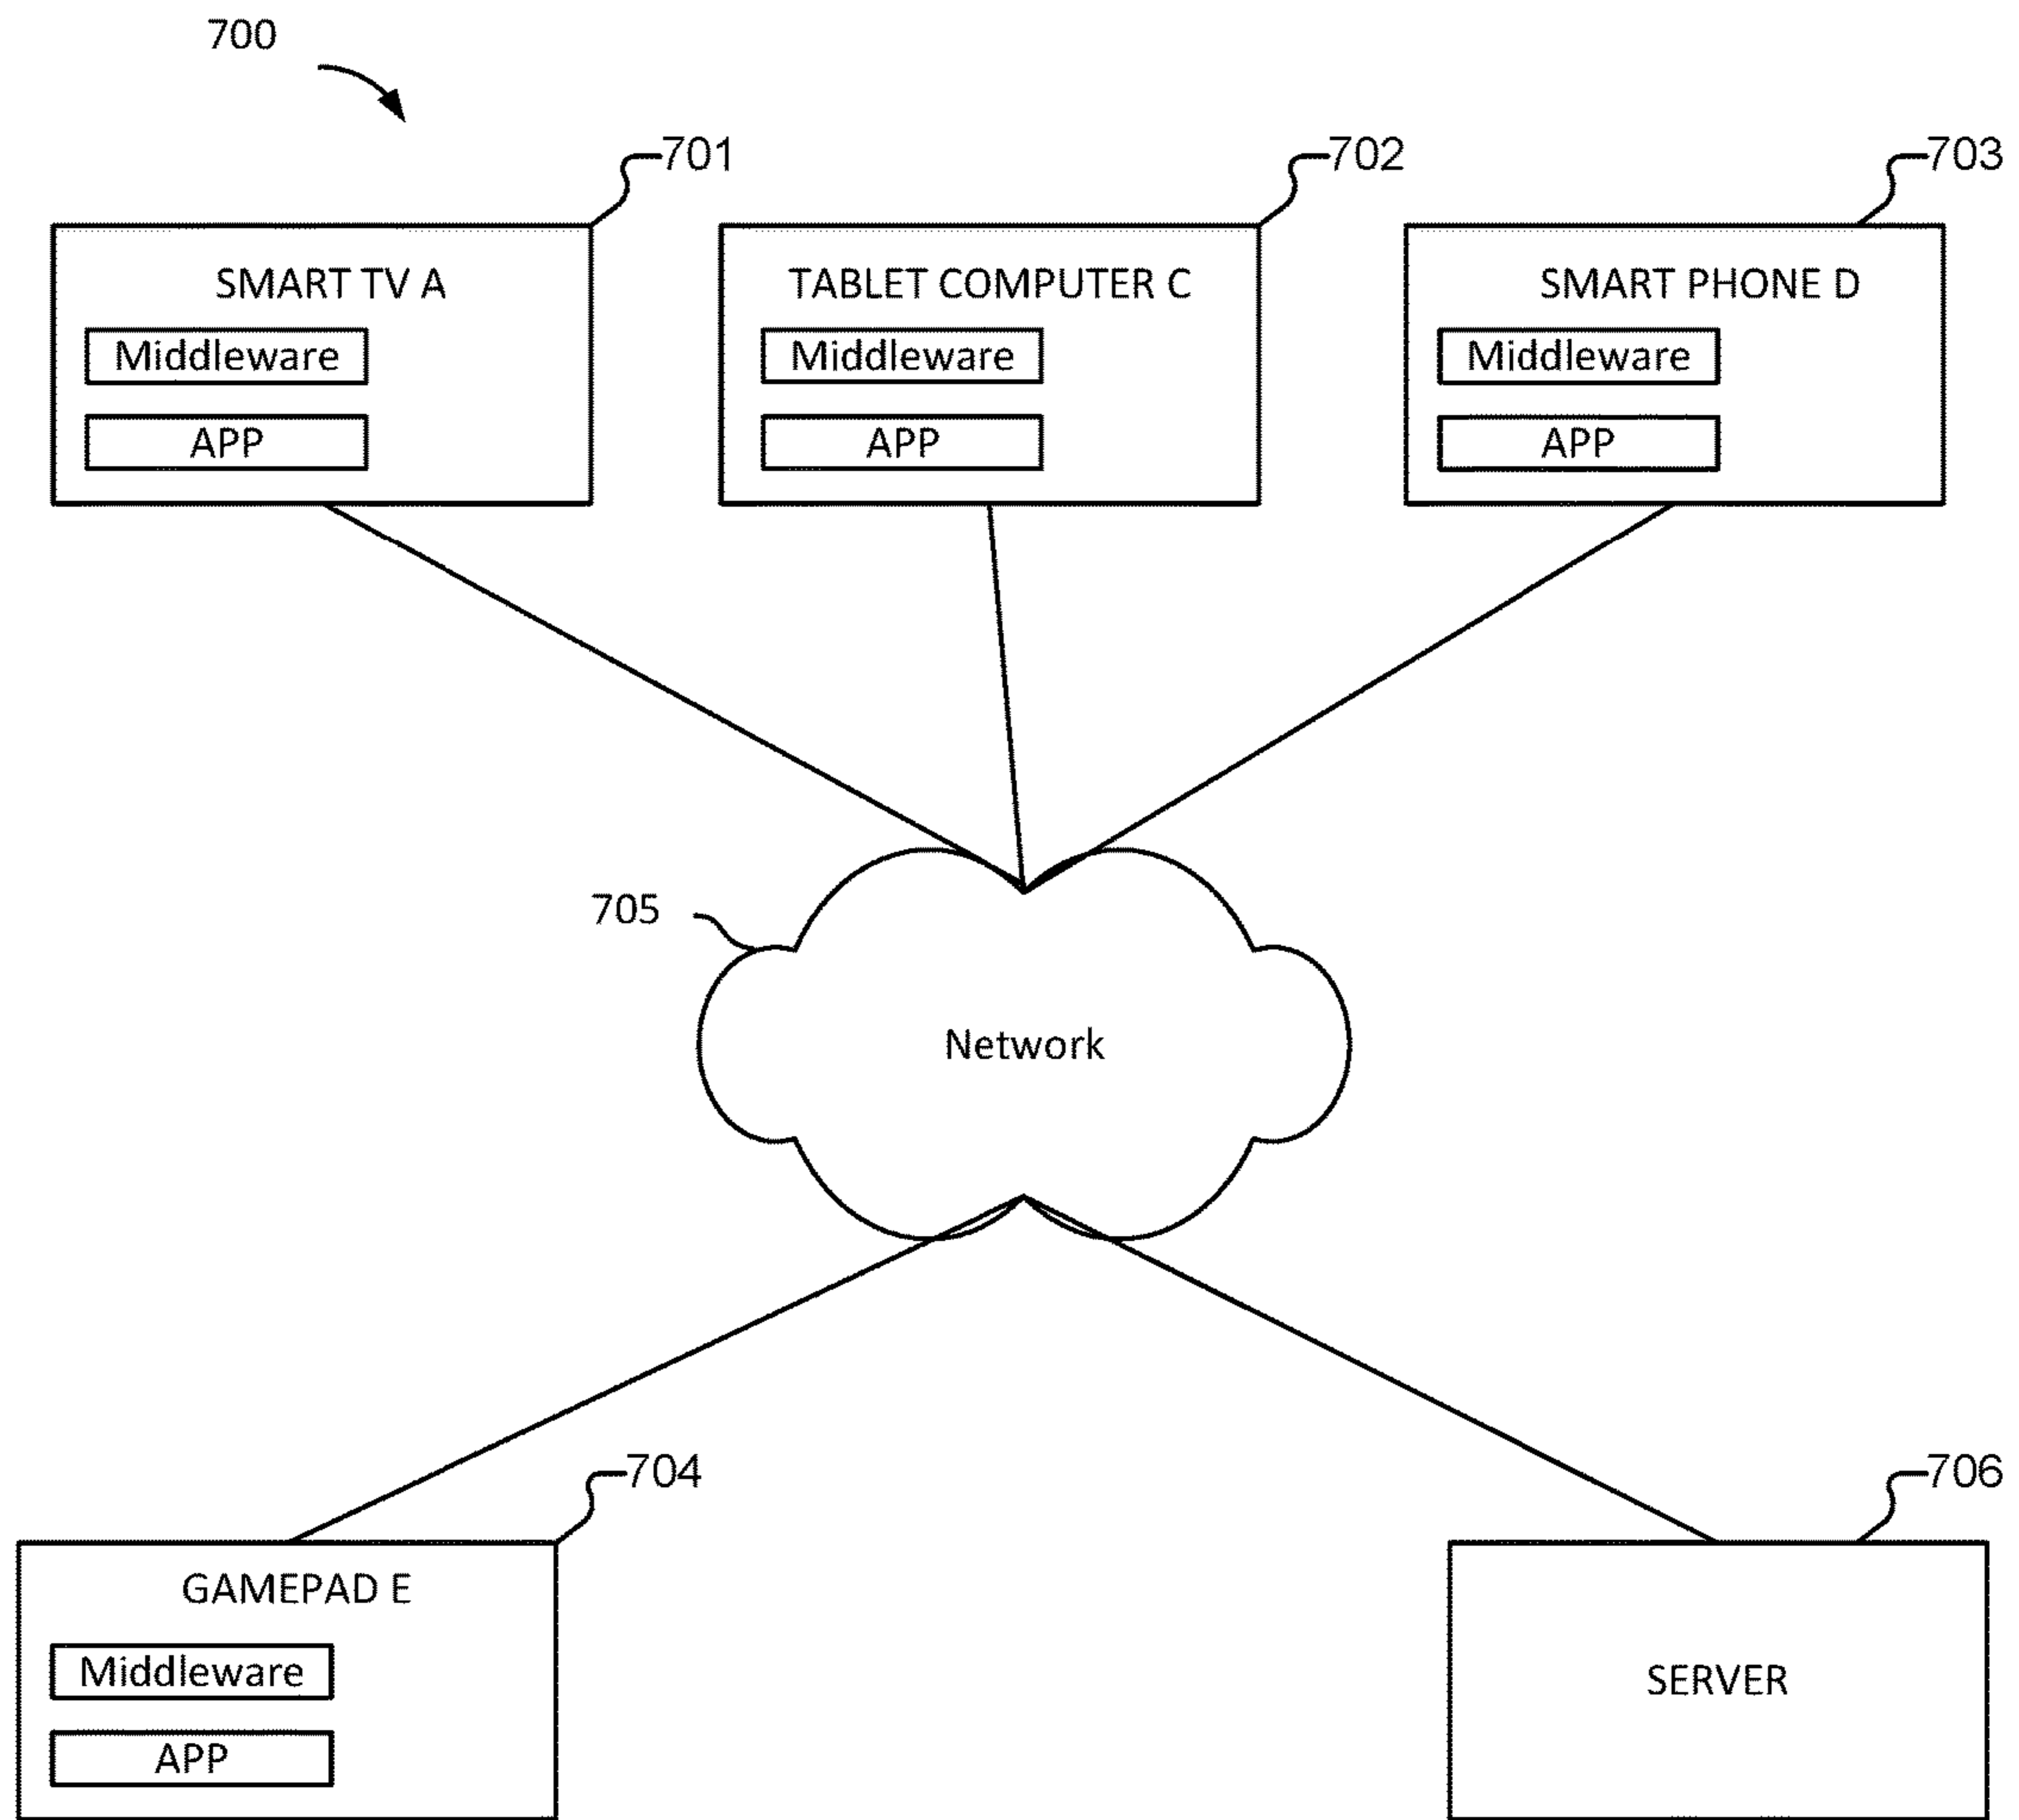 700
701
702
703
SMART TV A
Middleware
APP
TABLET COMPUTER C
Middleware
APP
SMART PHONE D
Middleware
APP
705
Network
704
706
GAMEPAD E
Middleware
APP
SERVER